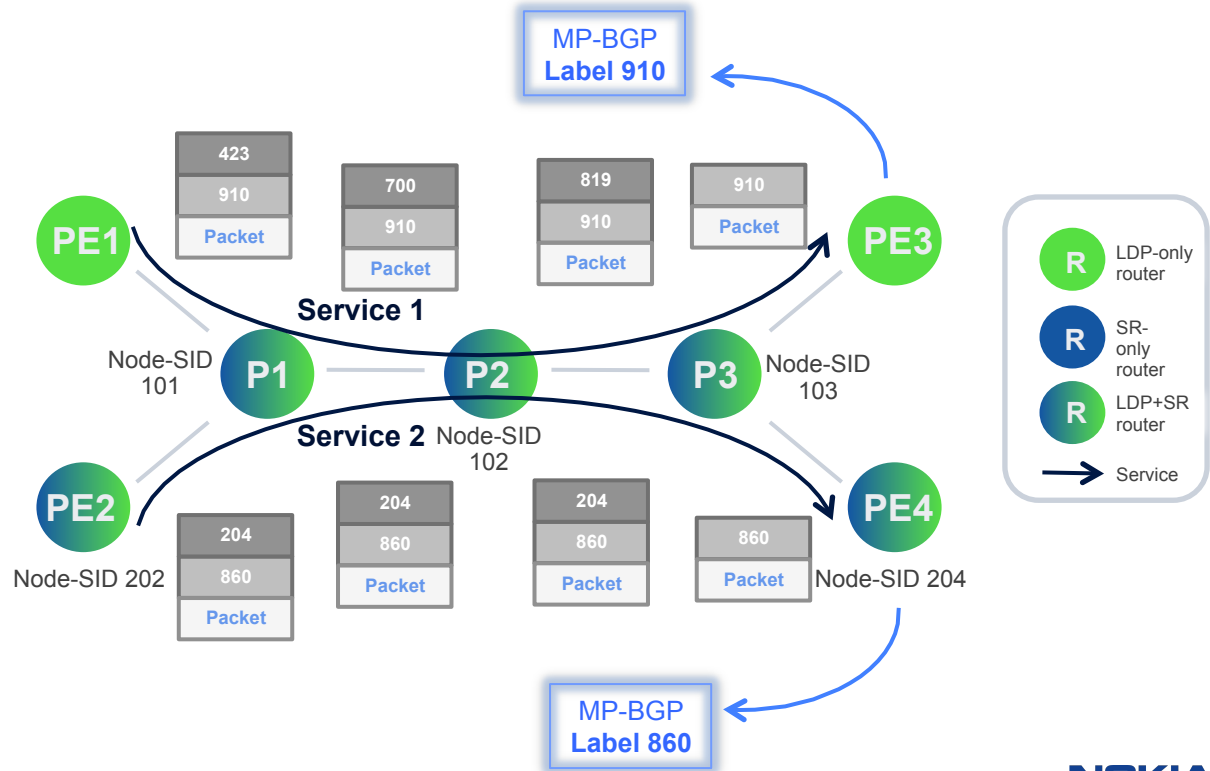 MP-BGP
Label 910
423
910
Packet
700
910
Packet
819
910
Packet
910
Packet
PE1
PE3
Service 1
Node-SID
101
P1
P2
P3
Node-SID
103
Service 2
Node-SID
102
PE2
Node-SID 202
204
860
Packet
204
860
Packet
204
860
Packet
860
Packet
PE4
Node-SID 204
MP-BGP
Label 860
R
LDP-only
router
R
SR-
only
router
R
LDP+SR
router
Service
NOKIA